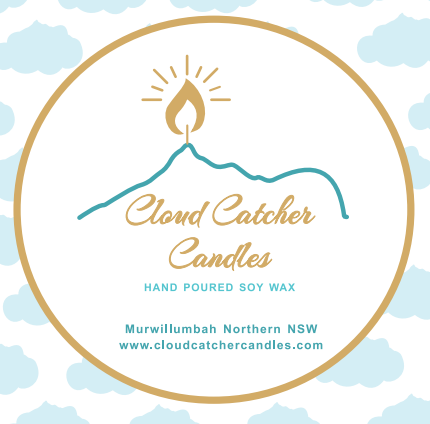 Cloud Catcher
Candles
HAND POURED SOY WAX
Murwillumbah Northern NSW
www.cloudcatchercandles.com